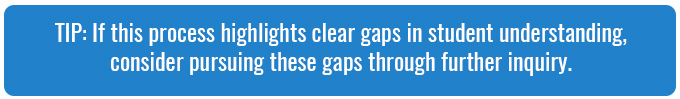 TIP: If this process highlights clear gaps in student understanding,
consider pursuing these gaps through further inquiry.